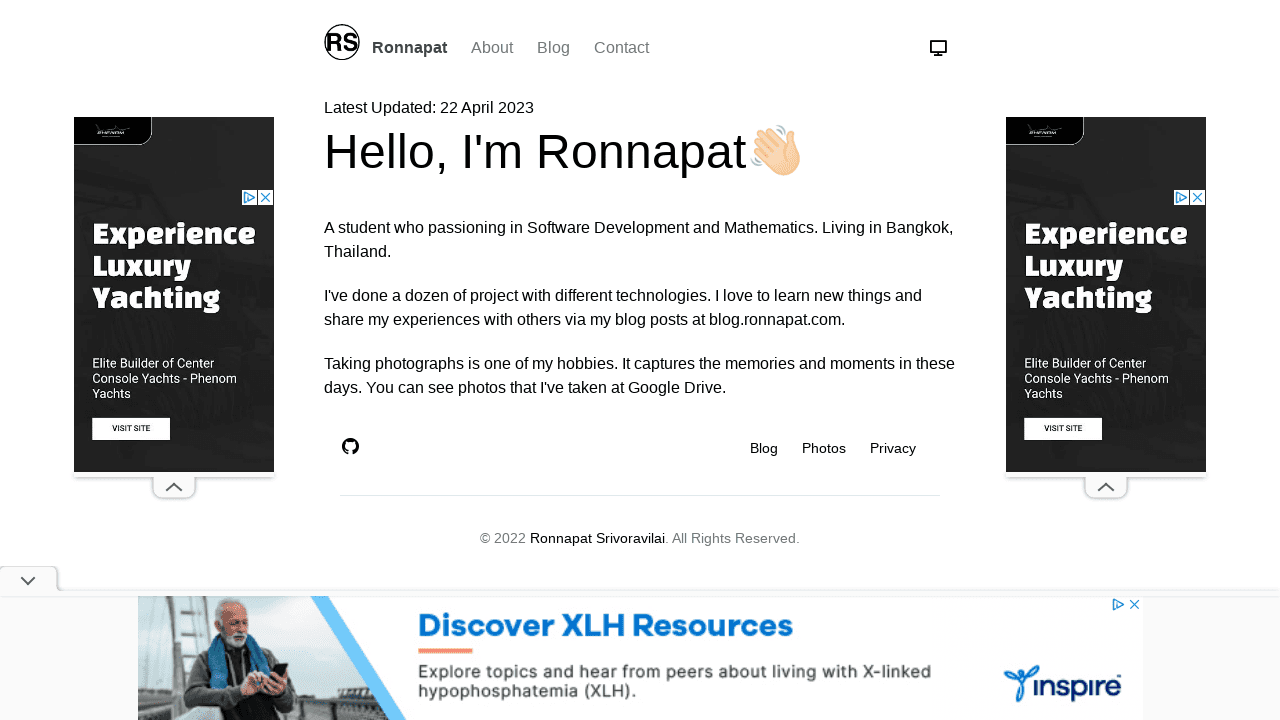 RS
Ronnapat About Blog Contact
Latest Updated: 22 April 2023
Hello, I'm Ronnapat👋🏻
A student who passioning in Software Development and Mathematics. Living in Bangkok,
Thailand.
I've done a dozen of project with different technologies. I love to learn new things and
share my experiences with others via my blog posts at blog.ronnapat.com.
Taking photographs is one of my hobbies. It captures the memories and moments in these
days. You can see photos that I've taken at Google Drive.
Blog Photos Privacy
© 2022 Ronnapat Srivoravilai. All Rights Reserved.
Experience
Luxury
Yachting
Elite Builder of Center
Console Yachts - Phenom
Yachts
VISIT SITE
Experience
Luxury
Yachting
Elite Builder of Center
Console Yachts - Phenom
Yachts
VISIT SITE
Discover XLH Resources
Explore topics and hear from peers about living with X-linked
hypophosphatemia (XLH).
inspire